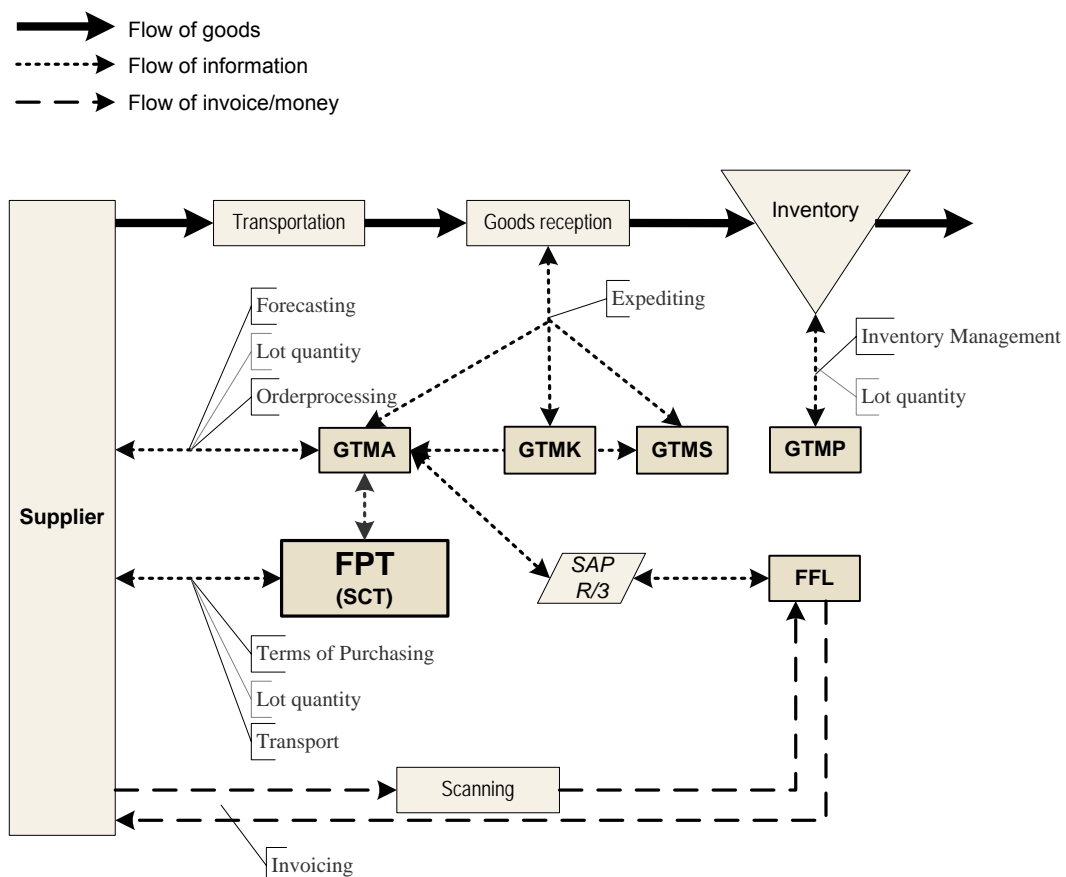 Flow of goods
Flow of information
Flow of invoice/money
Transportation
Goods reception
Inventory
Forecasting
Expediting
Lot quantity
Inventory Management
Orderprocessing
Lot quantity
GTMA
GTMK
GTMS
GTMP
Supplier
FPT
(SCT)
SAP
R/3
FFL
Terms of Purchasing
Lot quantity
Transport
Scanning
Invoicing